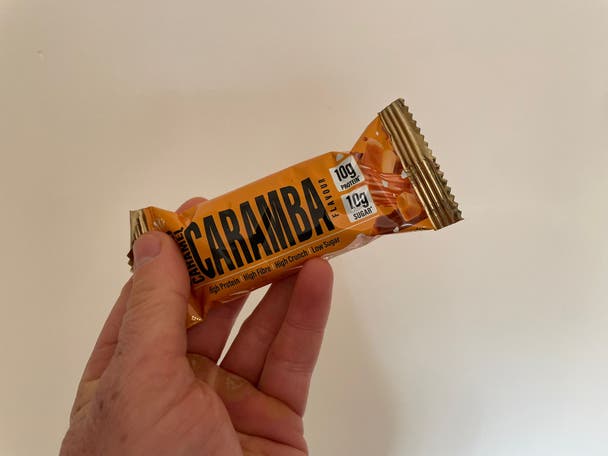 CARAMEL
CARAMBA
FLAVOUR
10g
PROTEIN*
10g
SUGAR*
High Protein | High Fibre | High Crunch | Low Sugar